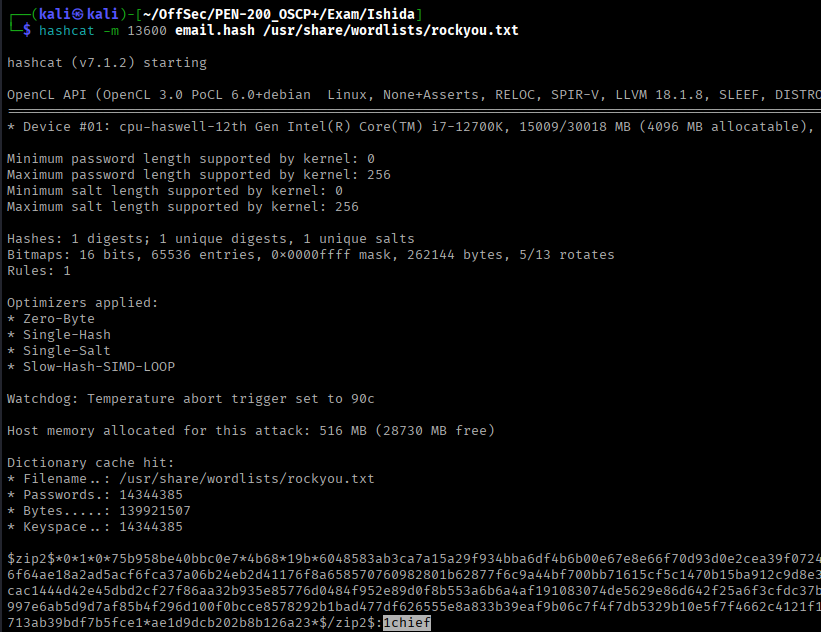 ┌──(kali㉿kali)-[~/OffSec/PEN-200_OSCP+/Exam/Ishida]
└─$ hashcat -m 13600 email.hash /usr/share/wordlists/rockyou.txt
hashcat (v7.1.2) starting
OpenCL API (OpenCL 3.0 PoCL 6.0+debian  Linux, None+Asserts, RELOC, SPIR-V, LLVM 18.1.8, SLEEF, DISTRO
* Device #01: cpu-haswell-12th Gen Intel(R) Core(TM) i7-12700K, 15009/30018 MB (4096 MB allocatable),
Minimum password length supported by kernel: 0
Maximum password length supported by kernel: 256
Minimum salt length supported by kernel: 0
Maximum salt length supported by kernel: 256
Hashes: 1 digests; 1 unique digests, 1 unique salts
Bitmaps: 16 bits, 65536 entries, 0x0000ffff mask, 262144 bytes, 5/13 rotates
Rules: 1
Optimizers applied:
* Zero-Byte
* Single-Hash
* Single-Salt
* Slow-Hash-SIMD-LOOP
Watchdog: Temperature abort trigger set to 90c
Host memory allocated for this attack: 516 MB (28730 MB free)
Dictionary cache hit:
* Filename..: /usr/share/wordlists/rockyou.txt
* Passwords.: 14344385
* Bytes.....: 139921507
* Keyspace..: 14344385
$zip2$*0*1*0*75b958be40bbc0e7*4b68*19b*6048583ab3ca7a15a29f934bba6df4b6b00e67e8e66f70d93d0e2cea39f0724
6f64ae18a2ad5acf6fca37a06b24eb2d41176f8a658570760982801b62877f6c9a44bf700bb71615cf5c1470b15ba912c9d8e3
cac1444d42e45dbd2cf27f86aa32b935e85776d0484f952e89d0f8b553a6b6a4af191083074de5629e86d642f25a6f3cfdc37b
997e6ab5d9d7af85b4f296d100f0bcce8578292b1bad477df626555e8a833b39eaf9b06c7f4f7db5329b10e5f7f4662c4121f1
713ab39bdf7b5fce1*ae1d9dcb202b8b126a23*$/zip2$:1chief